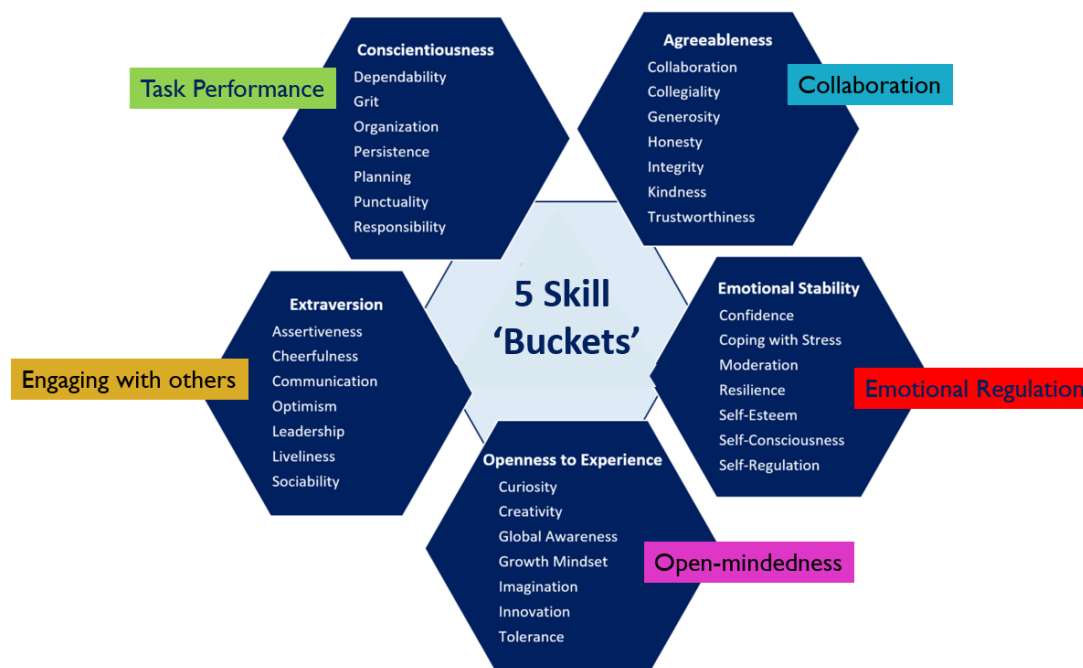 Conscientiousness
Dependability
Grit
Organization
Persistence
Planning
Punctuality
Responsibility
Task Performance
Agreeableness
Collaboration
Collegiality
Generosity
Honesty
Integrity
Kindness
Trustworthiness
Collaboration
5 Skill
‘Buckets’
Extraversion
Assertiveness
Cheerfulness
Communication
Optimism
Leadership
Liveliness
Sociability
Engaging with others
Emotional Stability
Confidence
Coping with Stress
Moderation
Resilience
Self-Esteem
Self-Consciousness
Self-Regulation
Emotional Regulation
Openness to Experience
Curiosity
Creativity
Global Awareness
Growth Mindset
Imagination
Innovation
Tolerance
Open-mindedness